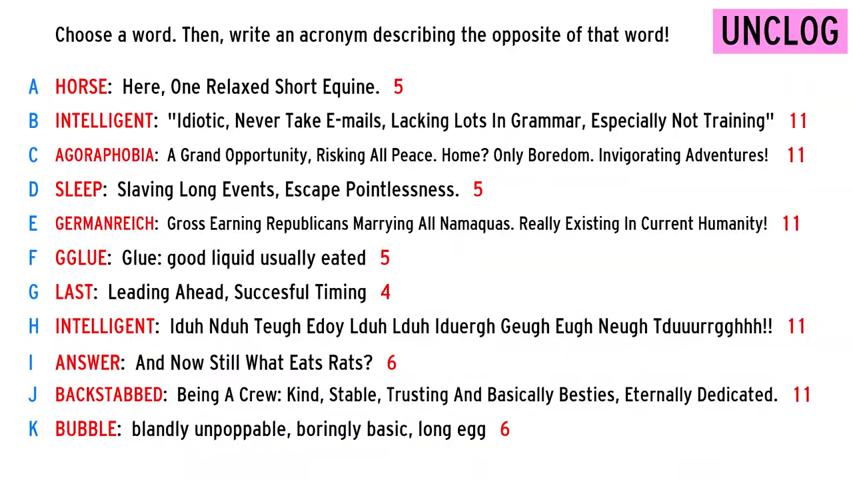 Choose a word. Then, write an acronym describing the opposite of that word!
UNCLOG
A HORSE: Here, One Relaxed Short Equine. 5
B INTELLIGENT: "Idiotic, Never Take E-mails, Lacking Lots In Grammar, Especially Not Training" 11
C AGORAPHOBIA: A Grand Opportunity, Risking All Peace. Home? Only Boredom. Invigorating Adventures! 11
D SLEEP: Slaving Long Events, Escape Pointlessness. 5
E GERMANREICH: Gross Earning Republicans Marrying All Namaquas. Really Existing In Current Humanity! 11
F GGLUE: Glue: good liquid usually eated 5
G LAST: Leading Ahead, Succesful Timing 4
H INTELLIGENT: Iduh Nduh Teugh Edoy Lduh Lduh Iduergh Geugh Eugh Neugh Tduuurrgghhh!! 11
I ANSWER: And Now Still What Eats Rats? 6
J BACKSTABBED: Being A Crew: Kind, Stable, Trusting And Basically Besties, Eternally Dedicated. 11
K BUBBLE: blandly unpoppable, boringly basic, long egg 6